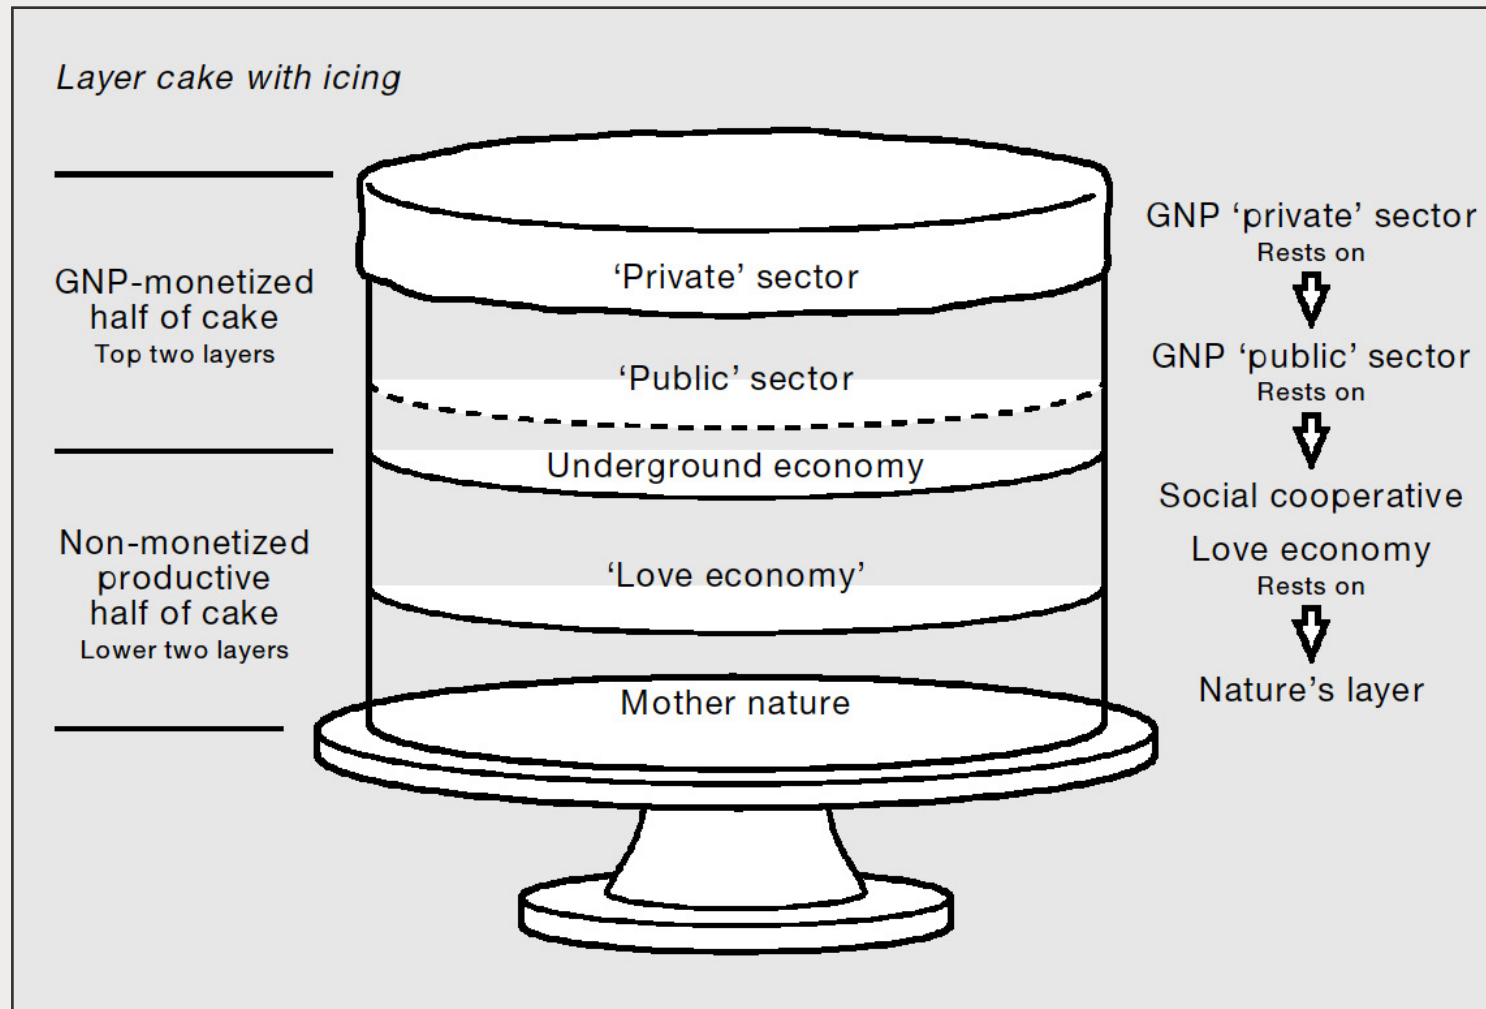 Layer cake with icing
GNP-monetized
half of cake
Top two layers
Non-monetized
productive
half of cake
Lower two layers
‘Private’ sector
‘Public’ sector
Underground economy
‘Love economy’
Mother nature
GNP ‘private’ sector
Rests on
GNP ‘public’ sector
Rests on
Social cooperative
Love economy
Rests on
Nature’s layer